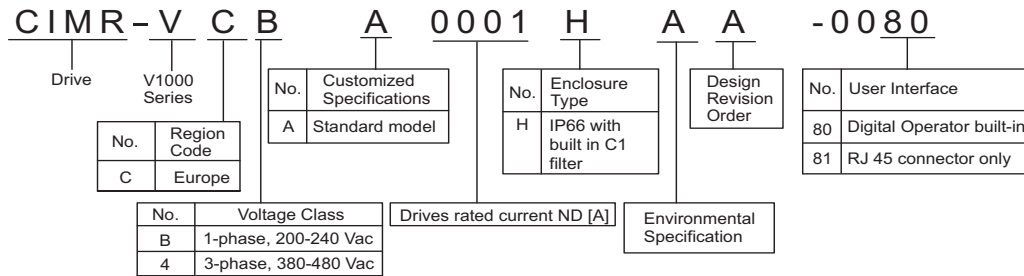 CIMR-V C B A 0001 H A A -0080
Drive
V1000
Series
No. Customized
Specifications
A Standard model
No. Enclosure
Type
H IP66 with
built in C1
filter
Design
Revision
Order
No. User Interface
80 Digital Operator built-in
81 RJ 45 connector only
No. Region
Code
C Europe
No. Voltage Class
B 1-phase, 200-240 Vac
4 3-phase, 380-480 Vac
Drives rated current ND [A]
Environmental
Specification